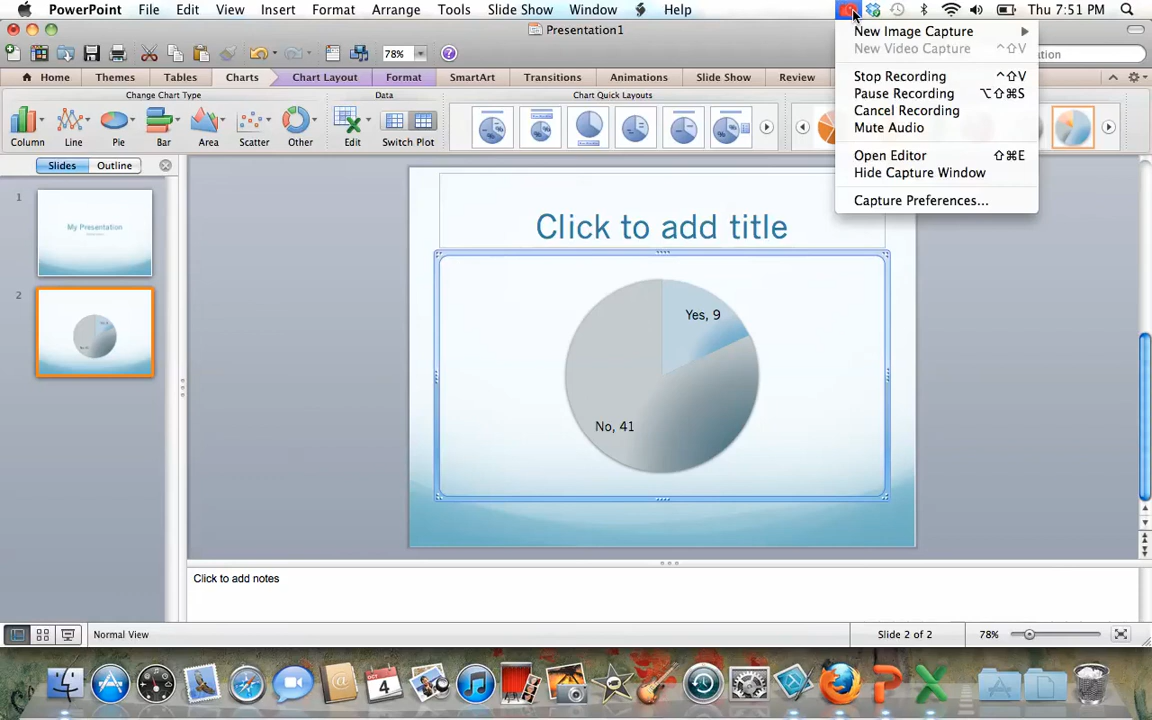 PowerPoint File Edit View Insert Format Arrange Tools Slide Show Window Help Thu 7:51 PM
Presentation1
78%
Home Themes Tables Charts Chart Layout Format SmartArt Transitions Animations Slide Show Review
Change Chart Type Data Chart Quick Layouts
Column Line Pie Bar Area Scatter Other Edit Switch Plot
New Image Capture
New Video Capture ^⇧V
Stop Recording ^⇧V
Pause Recording ⌥⇧⌘S
Cancel Recording
Mute Audio
Open Editor ⇧⌘E
Hide Capture Window
Capture Preferences...
Slides Outline
1
My Presentation
2
Click to add title
Yes, 9
No, 41
Click to add notes
Normal View Slide 2 of 2 78%
OCT
4